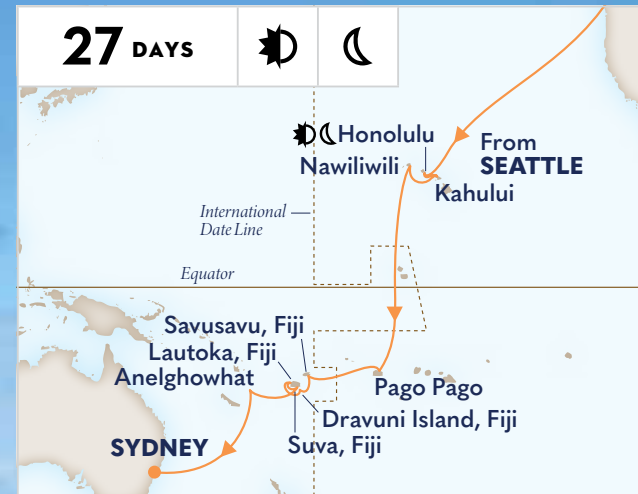 27 DAYS
Honolulu
From
SEATTLE
Nawiliwili
Kahului
International
Date Line
Equator
Savusavu, Fiji
Lautoka, Fiji
Anelghowhat
Pago Pago
Dravuni Island, Fiji
SYDNEY
Suva, Fiji